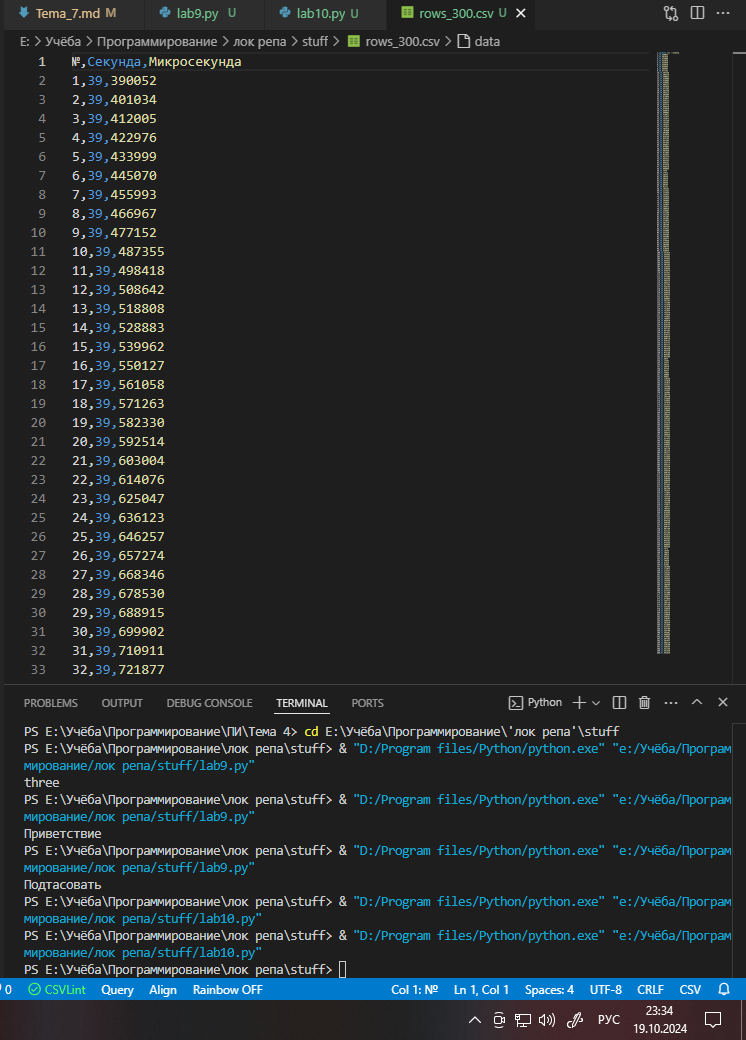 Tema_7.md M lab9.py U lab10.py U rows_300.csv U
E: > Учёба > Программирование > лок репа > stuff > rows_300.csv > data
1 №,Секунда,Микросекунда
2 1,39,390052
3 2,39,401034
4 3,39,412005
5 4,39,422976
6 5,39,433999
7 6,39,445070
8 7,39,455993
9 8,39,466967
10 9,39,477152
11 10,39,487355
12 11,39,498418
13 12,39,508642
14 13,39,518808
15 14,39,528883
16 15,39,539962
17 16,39,550127
18 17,39,561058
19 18,39,571263
20 19,39,582330
21 20,39,592514
22 21,39,603004
23 22,39,614076
24 23,39,625047
25 24,39,636123
26 25,39,646257
27 26,39,657274
28 27,39,668346
29 28,39,678530
30 29,39,688915
31 30,39,699902
32 31,39,710911
33 32,39,721877
PROBLEMS OUTPUT DEBUG CONSOLE TERMINAL PORTS Python
PS E:\Учёба\Программирование\ПИ\Тема 4> cd E:\Учёба\Программирование\'лок репа'\stuff
PS E:\Учёба\Программирование\лок репа\stuff> & "D:/Program files/Python/python.exe" "e:/Учёба/Програм
мирование/лок репа/stuff/lab9.py"
three
PS E:\Учёба\Программирование\лок репа\stuff> & "D:/Program files/Python/python.exe" "e:/Учёба/Програм
мирование/лок репа/stuff/lab9.py"
Приветствие
PS E:\Учёба\Программирование\лок репа\stuff> & "D:/Program files/Python/python.exe" "e:/Учёба/Програм
мирование/лок репа/stuff/lab9.py"
Подтасовать
PS E:\Учёба\Программирование\лок репа\stuff> & "D:/Program files/Python/python.exe" "e:/Учёба/Програм
мирование/лок репа/stuff/lab10.py"
PS E:\Учёба\Программирование\лок репа\stuff> & "D:/Program files/Python/python.exe" "e:/Учёба/Програм
мирование/лок репа/stuff/lab10.py"
PS E:\Учёба\Программирование\лок репа\stuff>
0 CSVLint Query Align Rainbow OFF Col 1: № Ln 1, Col 1 Spaces: 4 UTF-8 CRLF CSV
РУС 23:34
19.10.2024